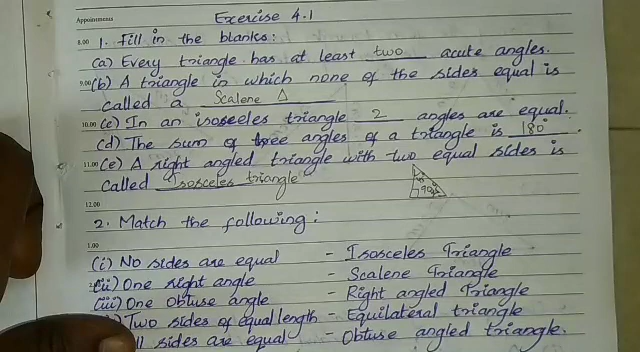 Appointments
Exercise 4.1
8.00 1. Fill in the blanks:
(a) Every triangle has at least two acute angles.
9.00 (b) A triangle in which none of the sides equal is
called a Scalene Δ
10.00 (c) In an isosceles triangle 2 angles are equal.
(d) The sum of three angles of a triangle is 180.
11.00 (e) A right angled triangle with two equal sides is
called Isosceles triangle
90
12.00
2. Match the following:
1.00
(i) No sides are equal - Isosceles Triangle
(ii) One right angle - Scalene Triangle
(iii) One obtuse angle - Right angled Triangle
Two sides of equal length - Equilateral triangle
sides are equal - Obtuse angled triangle.